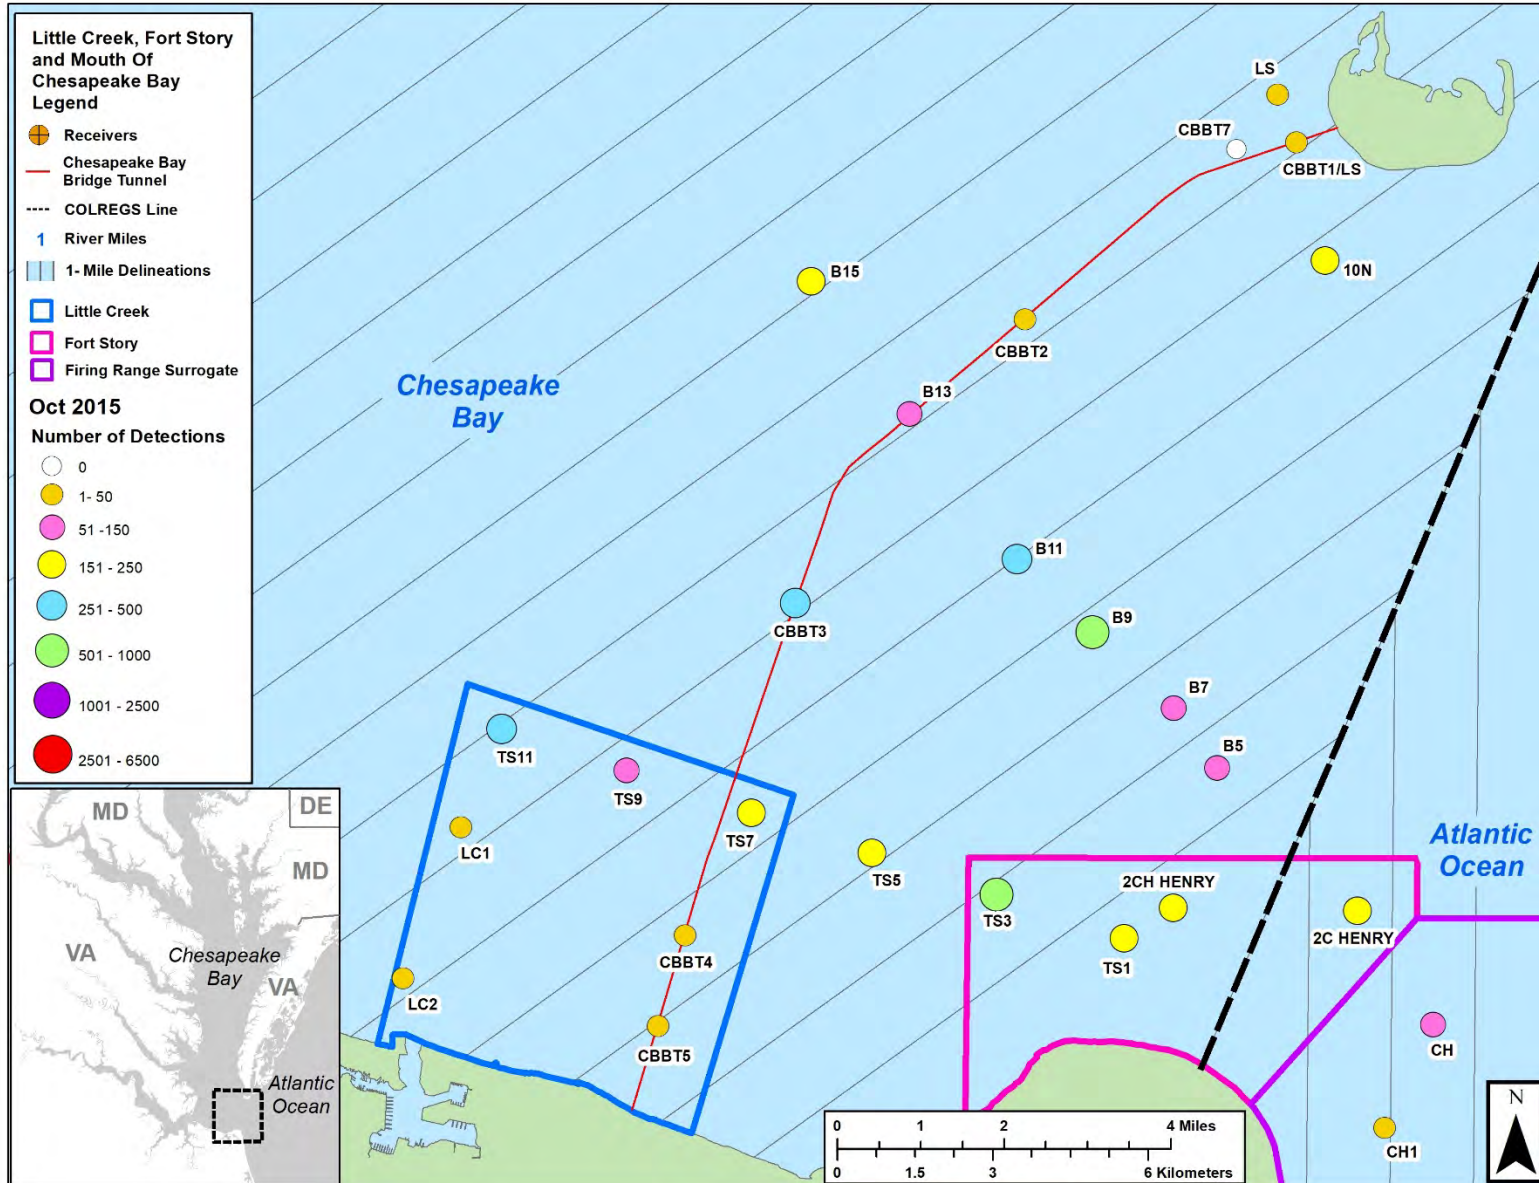 Little Creek, Fort Story
and Mouth Of
Chesapeake Bay
Legend
Receivers
Chesapeake Bay
Bridge Tunnel
COLREGS Line
1 River Miles
1- Mile Delineations
Little Creek
Fort Story
Firing Range Surrogate
Oct 2015
Number of Detections
0
1- 50
51 -150
151 - 250
251 - 500
501 - 1000
1001 - 2500
2501 - 6500
LS
CBBT7
CBBT1/LS
10N
B15
CBBT2
Chesapeake
Bay
B13
B11
CBBT3
B9
B7
B5
TS11
TS9
TS7
LC1
TS5
Atlantic
Ocean
2CH HENRY
TS3
2C HENRY
TS1
CBBT4
LC2
CBBT5
CH
CH1
MD
DE
MD
VA
Chesapeake
Bay
VA
Atlantic
Ocean
0 1 2 4 Miles
0 1.5 3 6 Kilometers
N